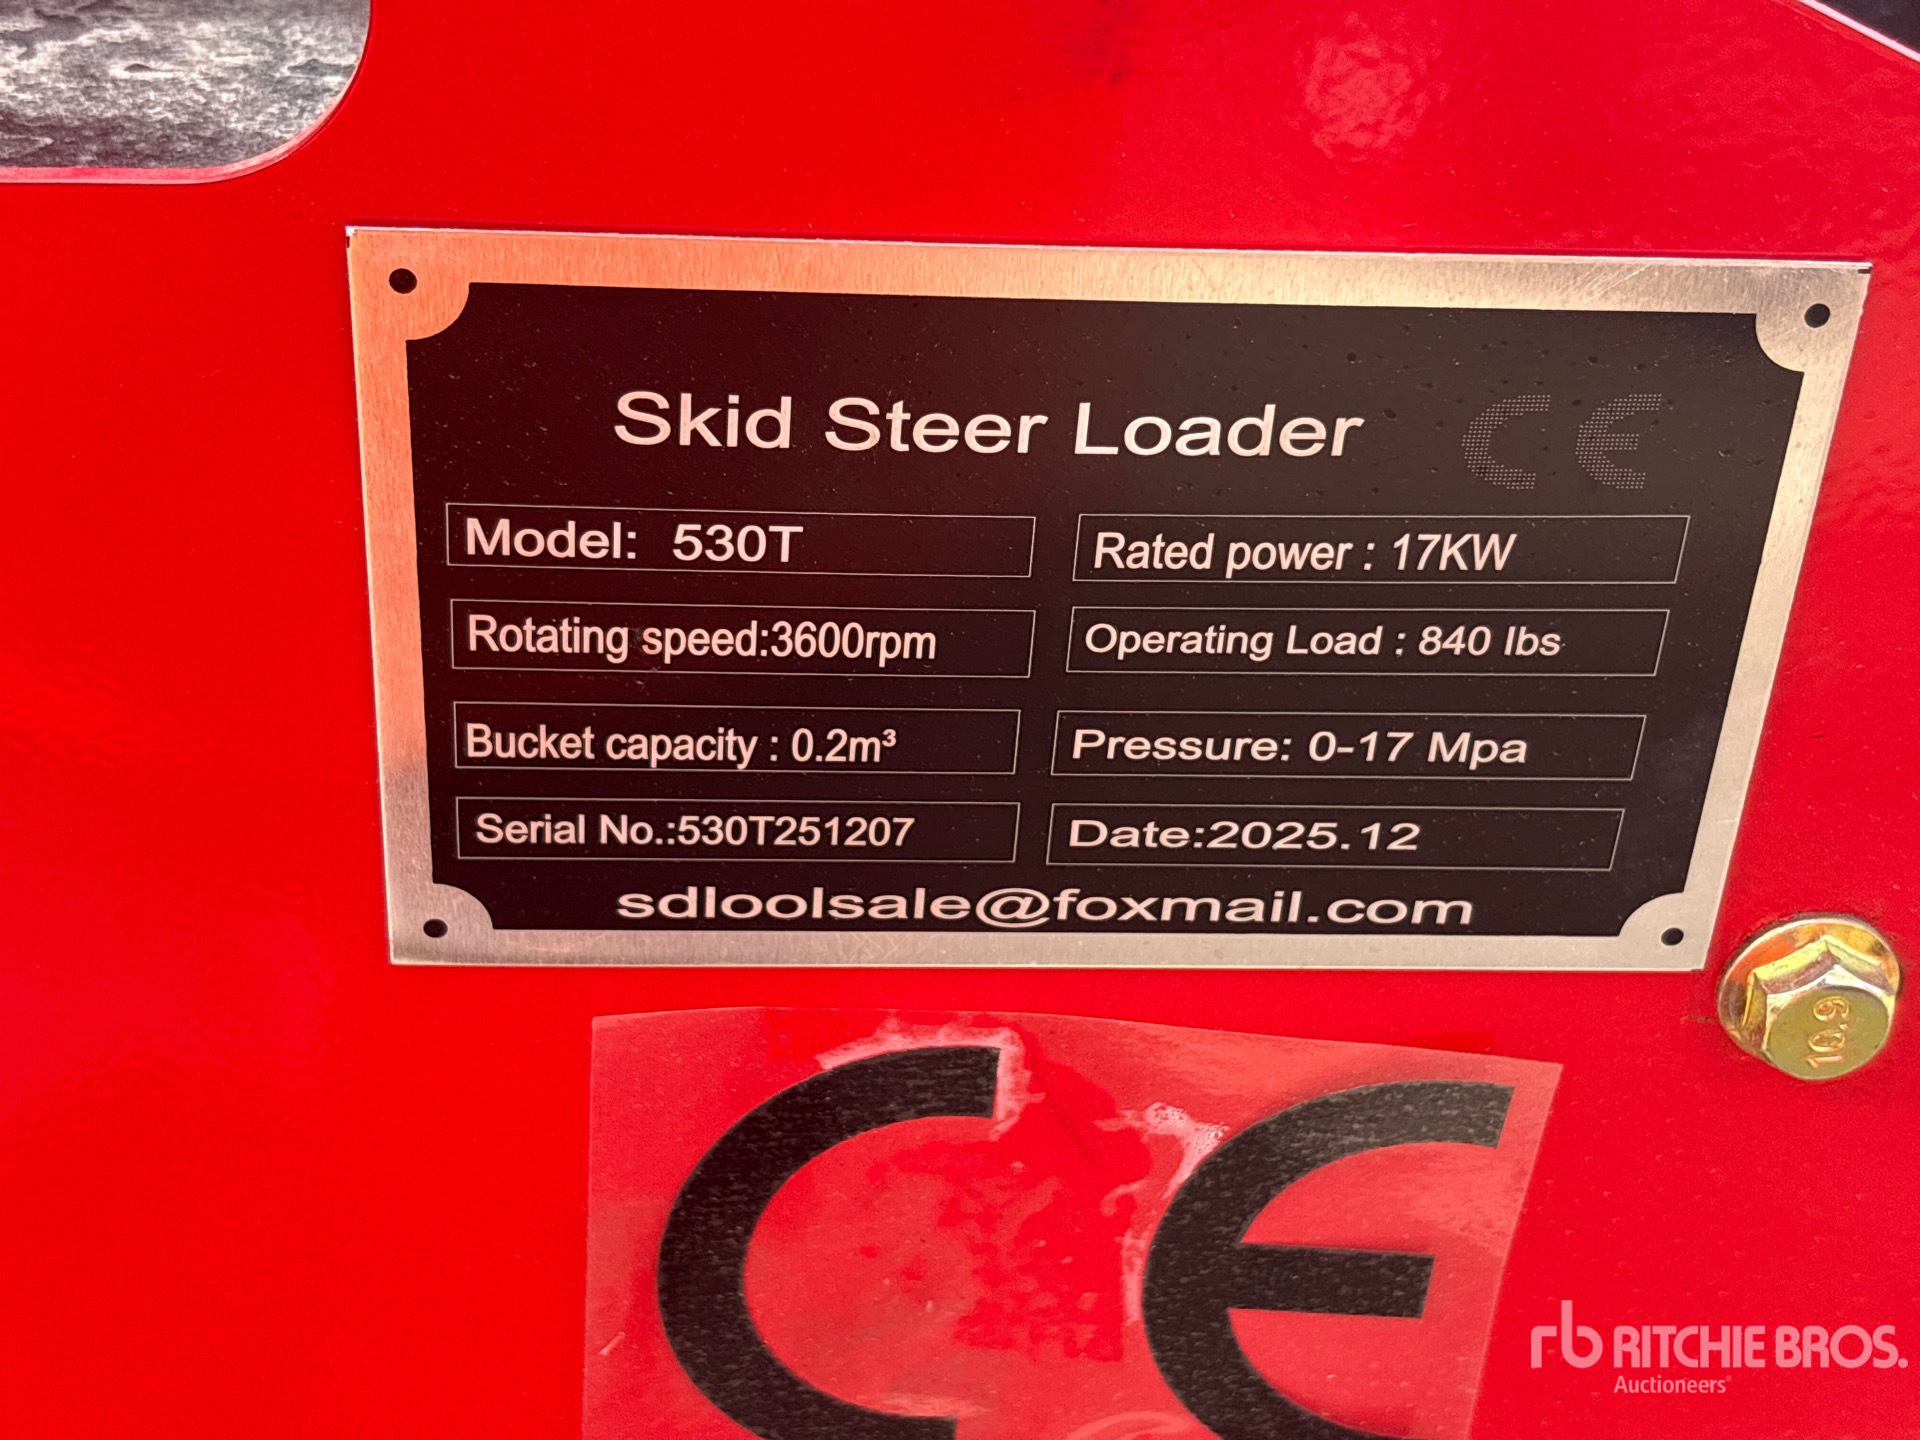 Skid Steer Loader CE
Model: 530T
Rated power : 17KW
Rotating speed:3600rpm
Operating Load : 840 lbs
Bucket capacity : 0.2m³
Pressure: 0-17 Mpa
Serial No.:530T251207
Date:2025.12
sdloolsale@foxmail.com
10.9
CE
rb RITCHIE BROS.
Auctioneers